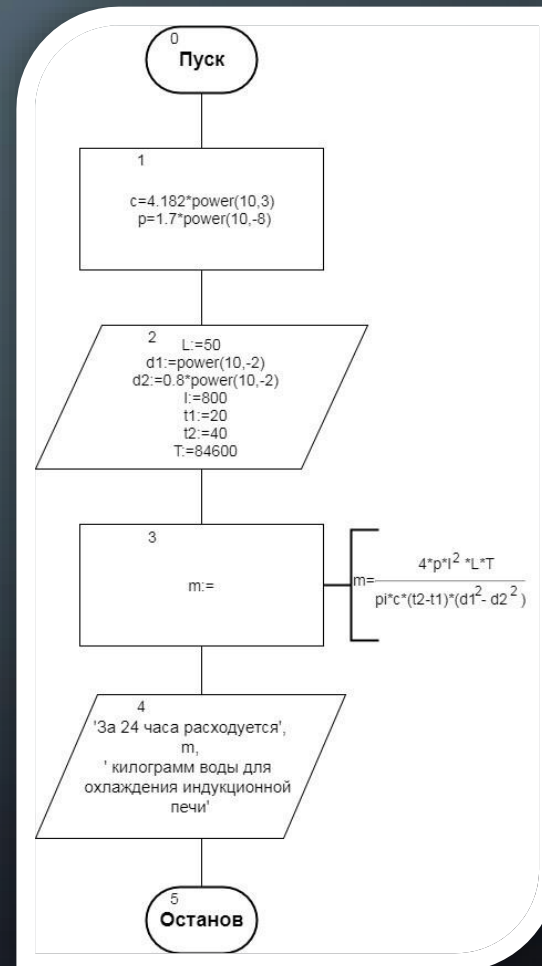 0
Пуск
1
c=4.182*power(10,3)
p=1.7*power(10,-8)
2
L:=50
d1:=power(10,-2)
d2:=0.8*power(10,-2)
I:=800
t1:=20
t2:=40
T:=84600
3
m:=
m=
4*p*I² *L*T
pi*c*(t2-t1)*(d1²- d2² )
4
'За 24 часа расходуется',
m,
' килограмм воды для
охлаждения индукционной
печи'
5
Останов